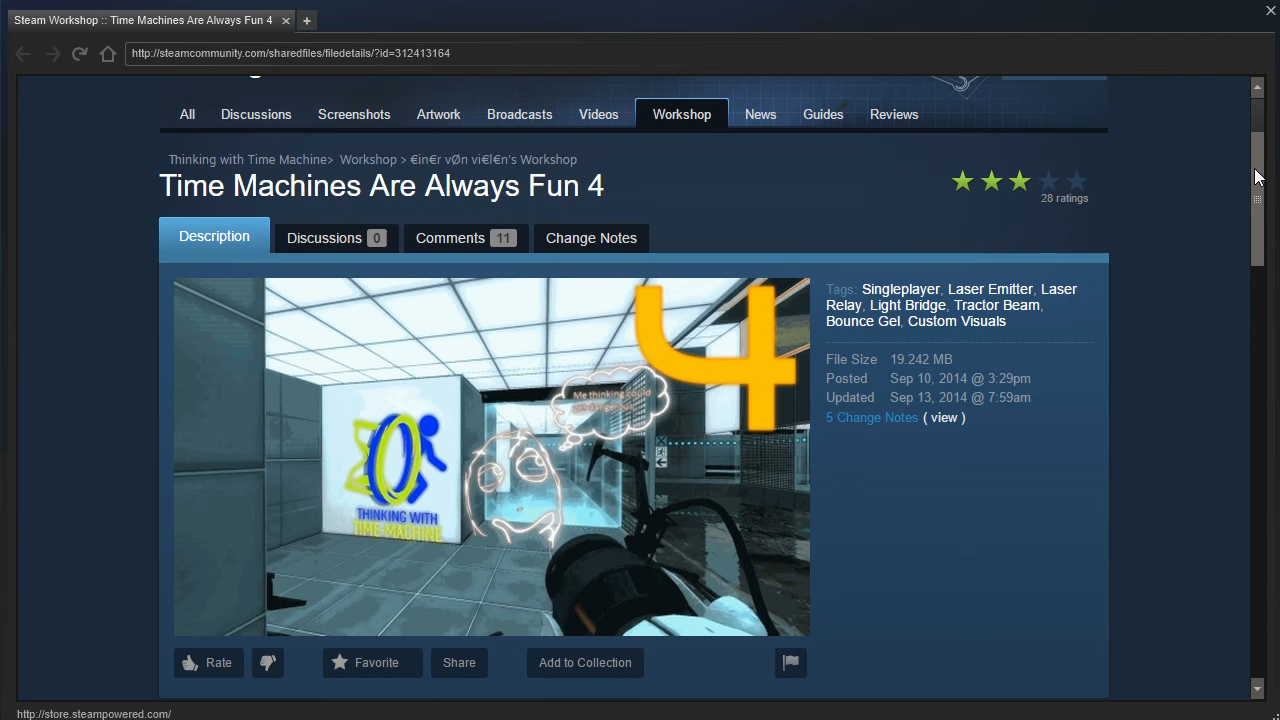 Steam Workshop :: Time Machines Are Always Fun 4
http://steamcommunity.com/sharedfiles/filedetails/?id=312413164
All Discussions Screenshots Artwork Broadcasts Videos Workshop News Guides Reviews
Thinking with Time Machine> Workshop > €in€r vØn vi€l€n's Workshop
Time Machines Are Always Fun 4
28 ratings
Description Discussions 0 Comments 11 Change Notes
4
Me thinking could
THINKING WITH
TIME MACHINE
Tags: Singleplayer, Laser Emitter, Laser
Relay, Light Bridge, Tractor Beam,
Bounce Gel, Custom Visuals
File Size 19.242 MB
Posted Sep 10, 2014 @ 3:29pm
Updated Sep 13, 2014 @ 7:59am
5 Change Notes ( view )
Rate Favorite Share Add to Collection
http://store.steampowered.com/